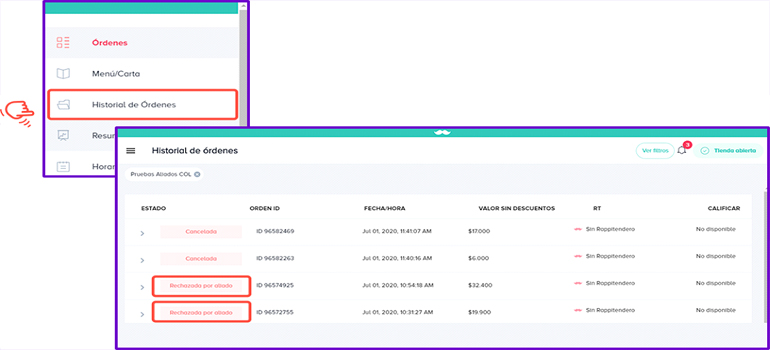 Órdenes
Menú/Carta
Historial de Órdenes
Resur
Horar
Historial de órdenes
Ver filtros
3
Tienda abierta
Pruebas Aliados COL
ESTADO ORDEN ID FECHA/HORA VALOR SIN DESCUENTOS RT CALIFICAR
Cancelada ID 96582469 Jul 01, 2020, 11:41:07 AM $17.000 Sin Rappitendero No disponible
Cancelada ID 96582263 Jul 01, 2020, 11:40:16 AM $6.000 Sin Rappitendero No disponible
Rechazada por aliado ID 96574925 Jul 01, 2020, 10:54:18 AM $32.400 Sin Rappitendero No disponible
Rechazada por aliado ID 96572755 Jul 01, 2020, 10:31:27 AM $19.900 Sin Rappitendero No disponible